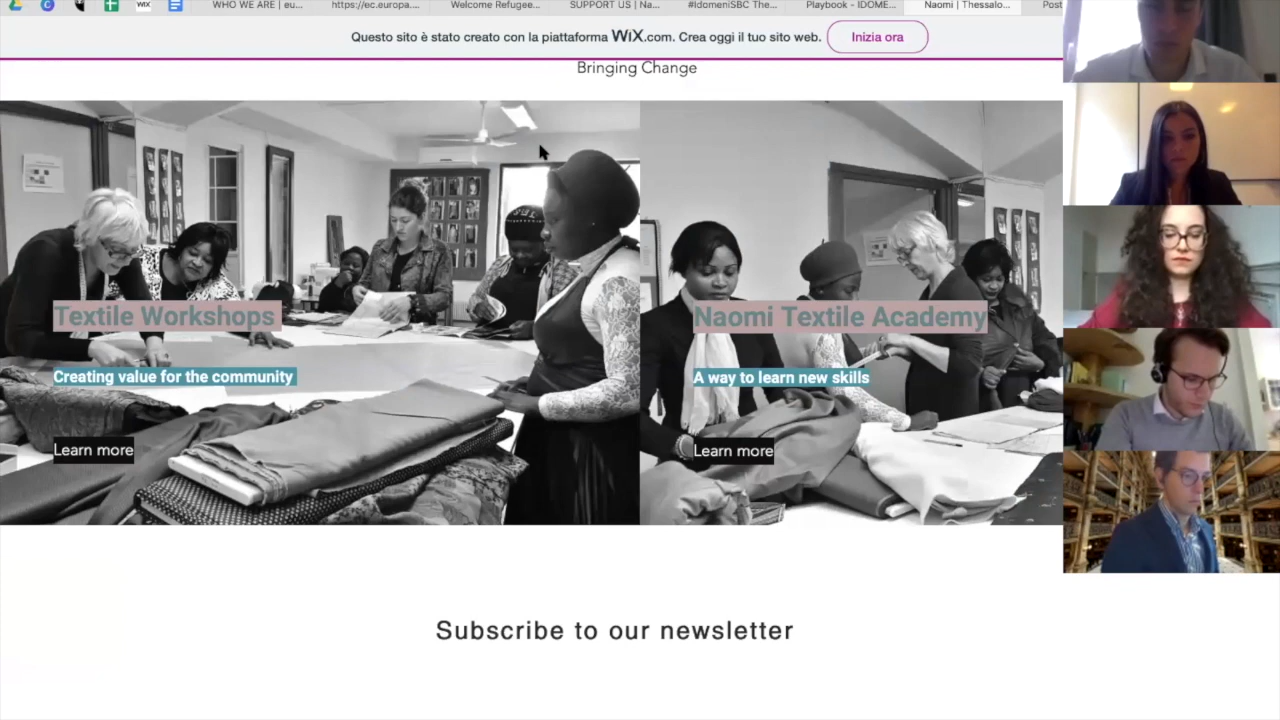 WIX
WHO WE ARE | eu...
https://ec.europa....
Welcome Refugee...
SUPPORT US | Na...
#IdomeniSBC The...
Playbook - IDOME...
Naomi | Thessalo...
Post
Questo sito è stato creato con la piattaforma WiX.com. Crea oggi il tuo sito web.
Inizia ora
Bringing Change
Textile Workshops
Creating value for the community
Learn more
Naomi Textile Academy
A way to learn new skills
Learn more
Subscribe to our newsletter